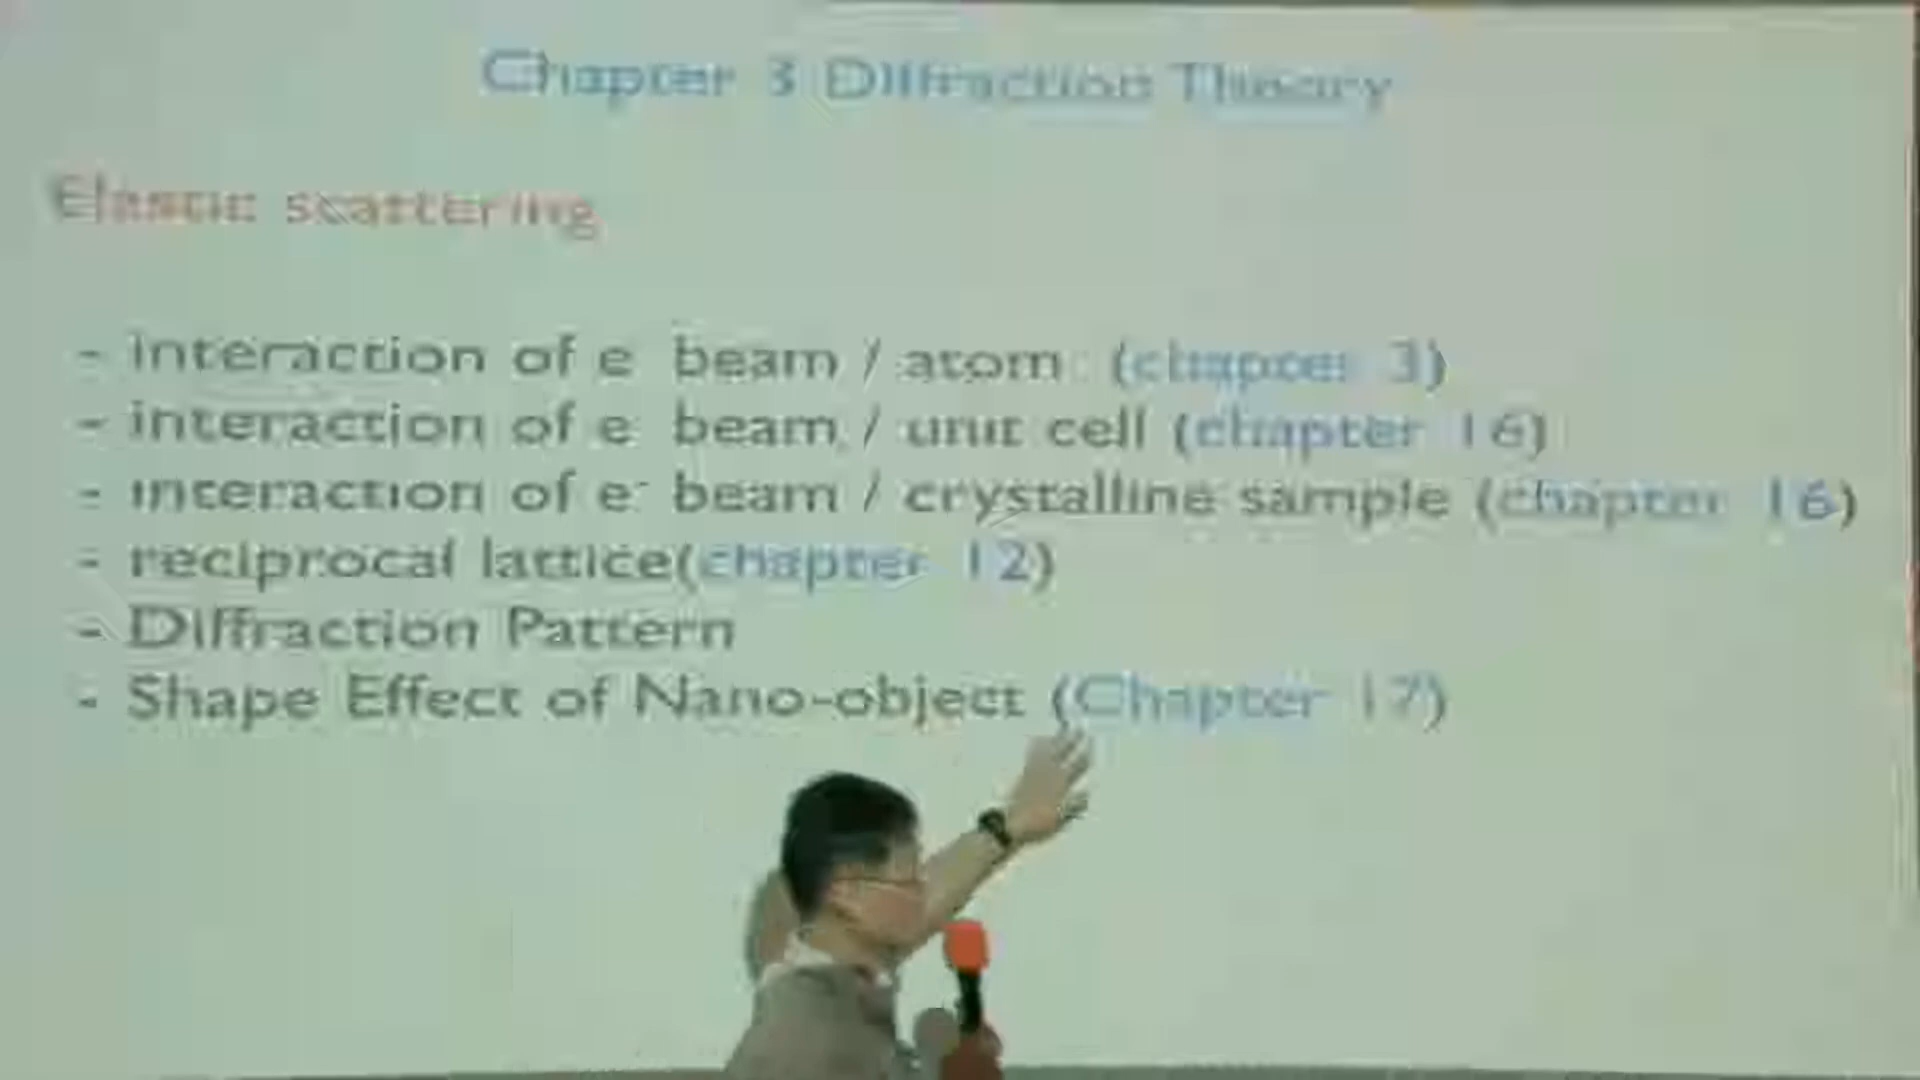 Chapter 3 Diffraction Theory
Elastic scattering
- interaction of e⁻ beam / atom (chapter 3)
- interaction of e⁻ beam / unit cell (chapter 16)
- interaction of e⁻ beam / crystalline sample (chapter 16)
- reciprocal lattice(chapter 12)
- Diffraction Pattern
- Shape Effect of Nano-object (Chapter 17)